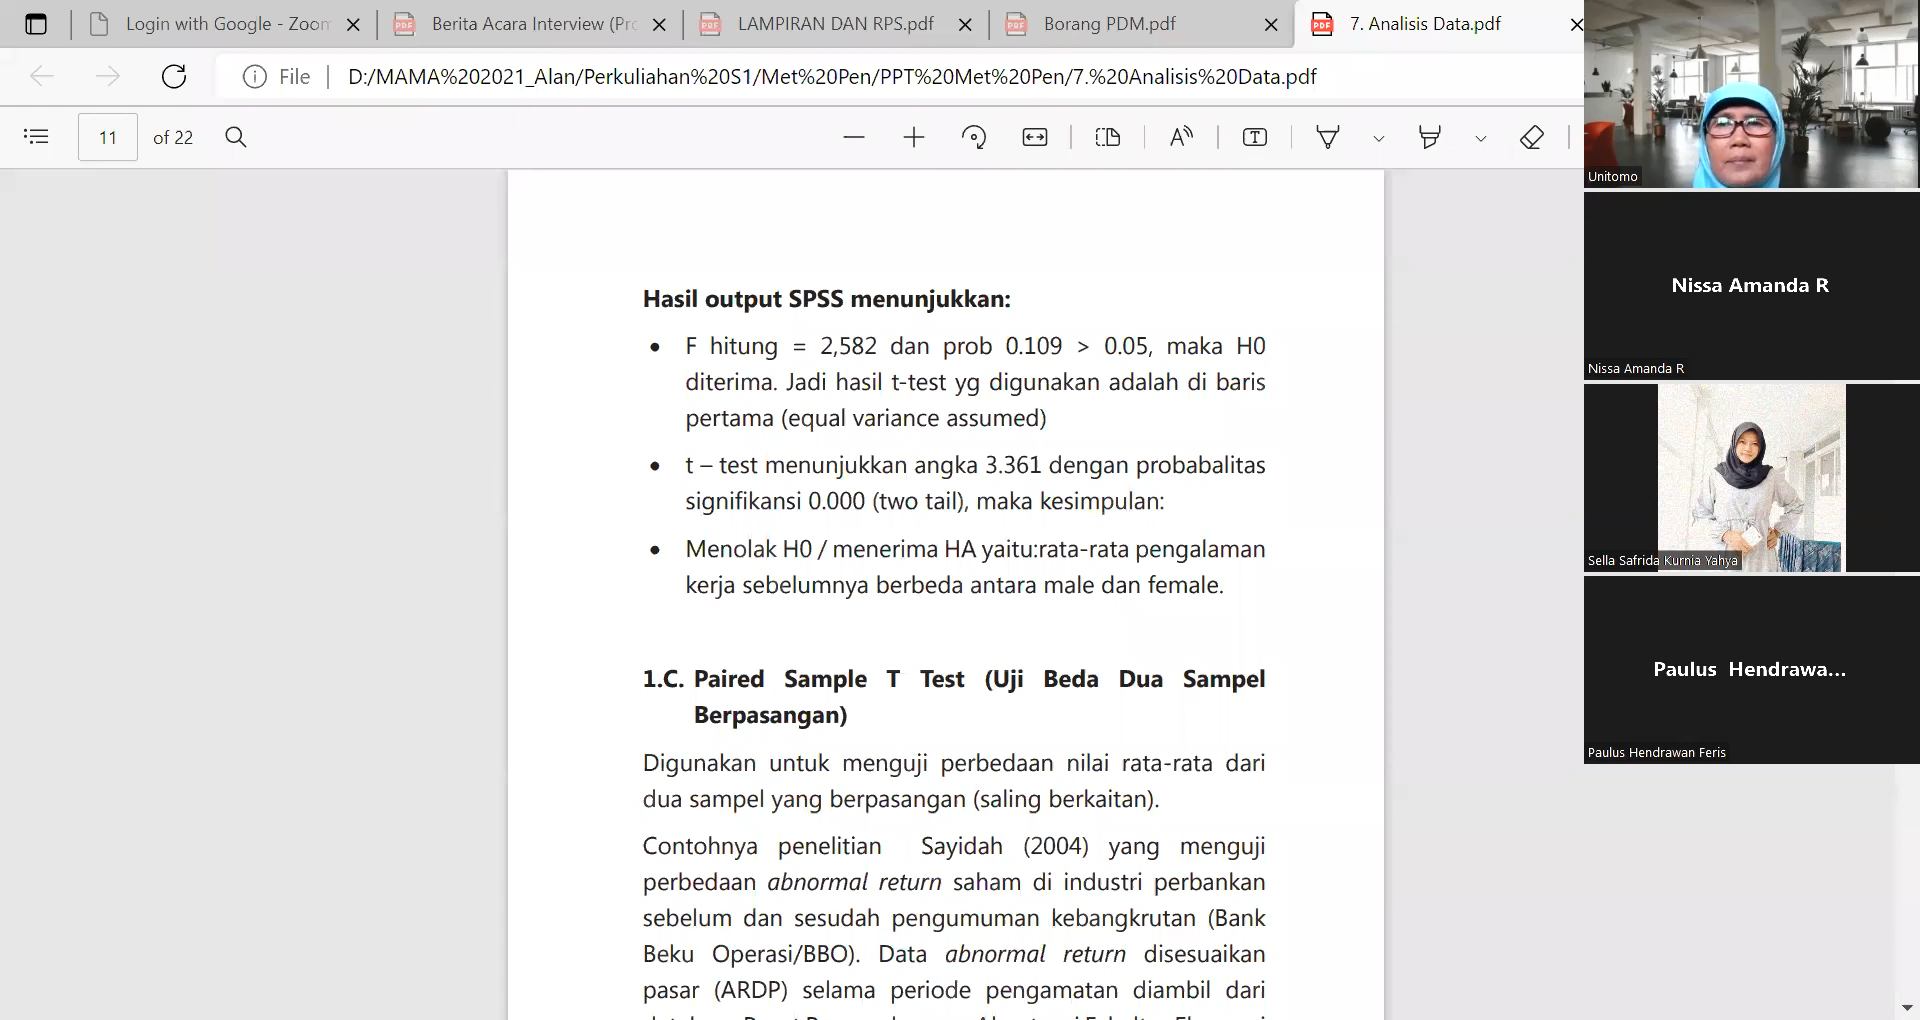 Login with Google - Zoom
Berita Acara Interview (Pro
LAMPIRAN DAN RPS.pdf
Borang PDM.pdf
7. Analisis Data.pdf
File
D:/MAMA%202021_Alan/Perkuliahan%20S1/Met%20Pen/PPT%20Met%20Pen/7.%20Analisis%20Data.pdf
11 of 22
Hasil output SPSS menunjukkan:
• F hitung = 2,582 dan prob 0.109 > 0.05, maka H0
diterima. Jadi hasil t-test yg digunakan adalah di baris
pertama (equal variance assumed)
• t – test menunjukkan angka 3.361 dengan probabalitas
signifikansi 0.000 (two tail), maka kesimpulan:
• Menolak H0 / menerima HA yaitu:rata-rata pengalaman
kerja sebelumnya berbeda antara male dan female.
1.C. Paired Sample T Test (Uji Beda Dua Sampel
Berpasangan)
Digunakan untuk menguji perbedaan nilai rata-rata dari
dua sampel yang berpasangan (saling berkaitan).
Contohnya penelitian Sayidah (2004) yang menguji
perbedaan abnormal return saham di industri perbankan
sebelum dan sesudah pengumuman kebangkrutan (Bank
Beku Operasi/BBO). Data abnormal return disesuaikan
pasar (ARDP) selama periode pengamatan diambil dari
Unitomo
Nissa Amanda R
Nissa Amanda R
Sella Safrida Kurnia Yahya
Paulus Hendrawa...
Paulus Hendrawan Feris